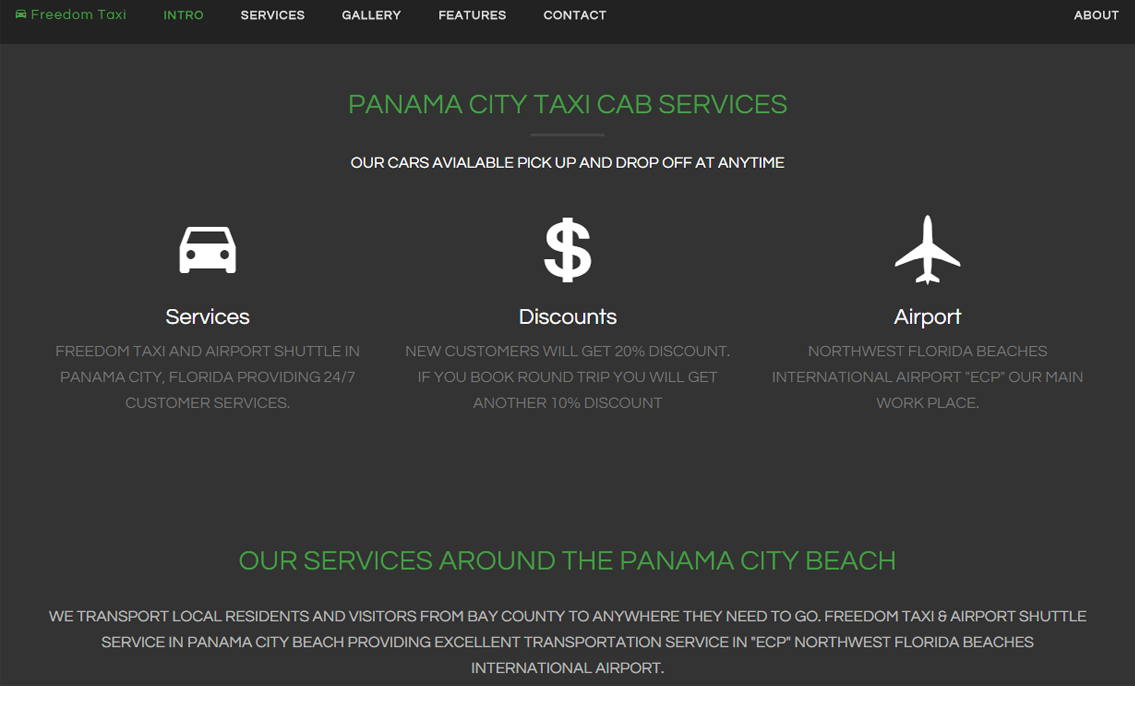 Freedom Taxi INTRO SERVICES GALLERY FEATURES CONTACT ABOUT
PANAMA CITY TAXI CAB SERVICES
OUR CARS AVIALABLE PICK UP AND DROP OFF AT ANYTIME
$
Services
FREEDOM TAXI AND AIRPORT SHUTTLE IN
PANAMA CITY, FLORIDA PROVIDING 24/7
CUSTOMER SERVICES.
Discounts
NEW CUSTOMERS WILL GET 20% DISCOUNT.
IF YOU BOOK ROUND TRIP YOU WILL GET
ANOTHER 10% DISCOUNT
Airport
NORTHWEST FLORIDA BEACHES
INTERNATIONAL AIRPORT "ECP" OUR MAIN
WORK PLACE.
OUR SERVICES AROUND THE PANAMA CITY BEACH
WE TRANSPORT LOCAL RESIDENTS AND VISITORS FROM BAY COUNTY TO ANYWHERE THEY NEED TO GO. FREEDOM TAXI & AIRPORT SHUTTLE
SERVICE IN PANAMA CITY BEACH PROVIDING EXCELLENT TRANSPORTATION SERVICE IN "ECP" NORTHWEST FLORIDA BEACHES
INTERNATIONAL AIRPORT.